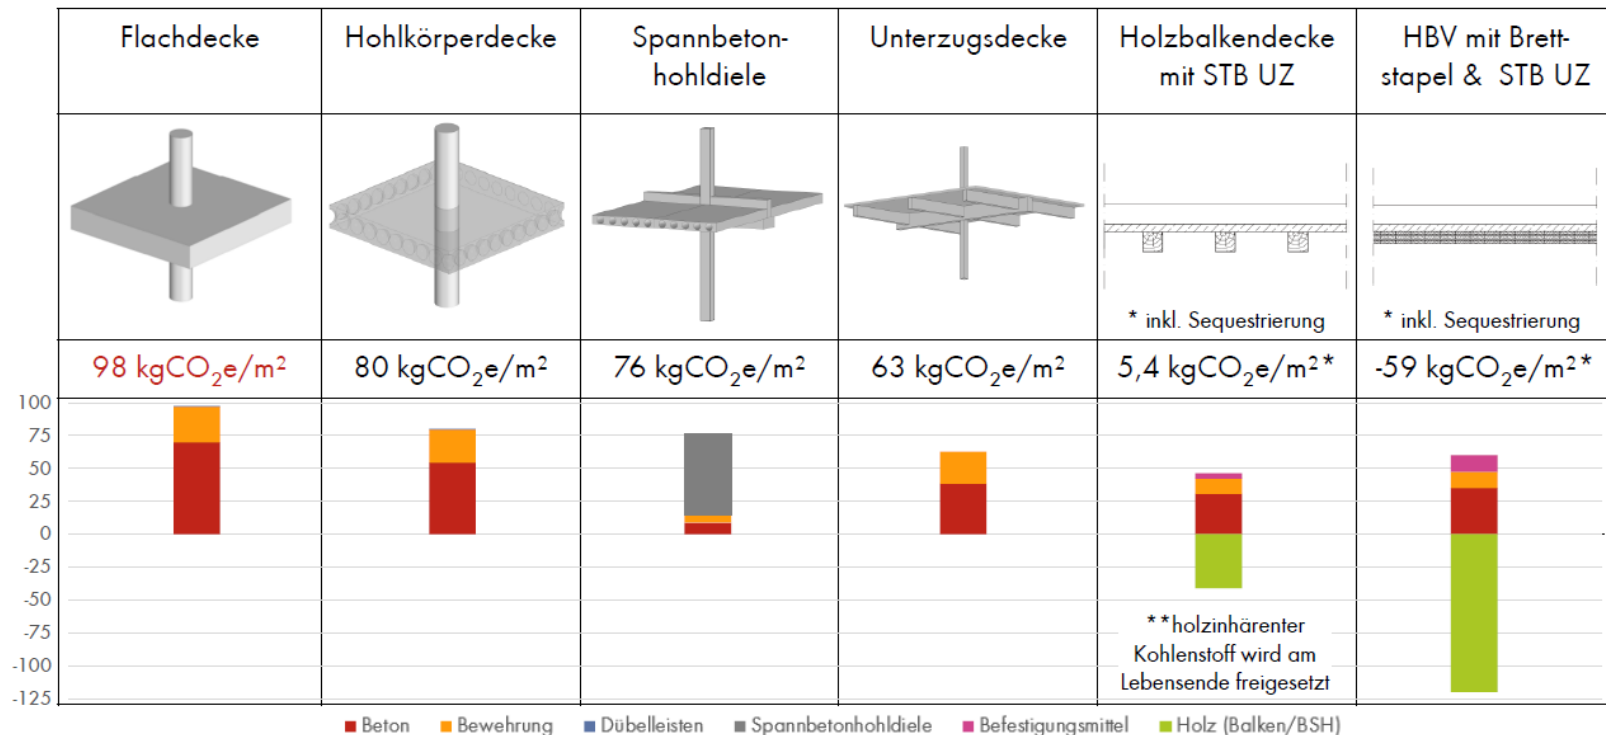 Flachdecke
Hohlkörperdecke
Spannbeton-
hohldiele
Unterzugsdecke
Holzbalkendecke
mit STB UZ
HBV mit Brett-
stapel & STB UZ
* inkl. Sequestrierung
* inkl. Sequestrierung
98 kgCO₂e/m²
80 kgCO₂e/m²
76 kgCO₂e/m²
63 kgCO₂e/m²
5,4 kgCO₂e/m²*
-59 kgCO₂e/m²*
100
75
50
25
0
-25
-50
-75
-100
-125
**holzinhärenter
Kohlenstoff wird am
Lebensende freigesetzt
Beton
Bewehrung
Dübelleisten
Spannbetonhohldiele
Befestigungsmittel
Holz (Balken/BSH)